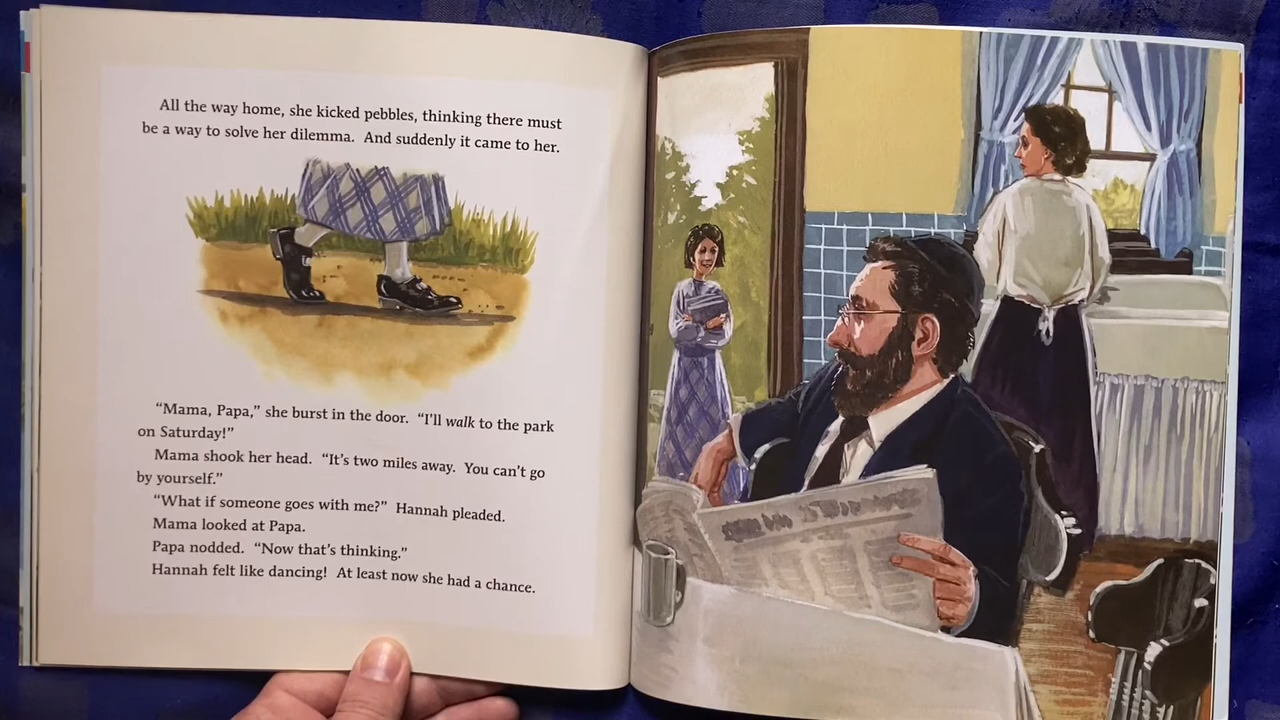 All the way home, she kicked pebbles, thinking there must
be a way to solve her dilemma. And suddenly it came to her.
“Mama, Papa,” she burst in the door. “I’ll walk to the park
on Saturday!”
Mama shook her head. “It’s two miles away. You can’t go
by yourself.”
“What if someone goes with me?” Hannah pleaded.
Mama looked at Papa.
Papa nodded. “Now that’s thinking.”
Hannah felt like dancing! At least now she had a chance.